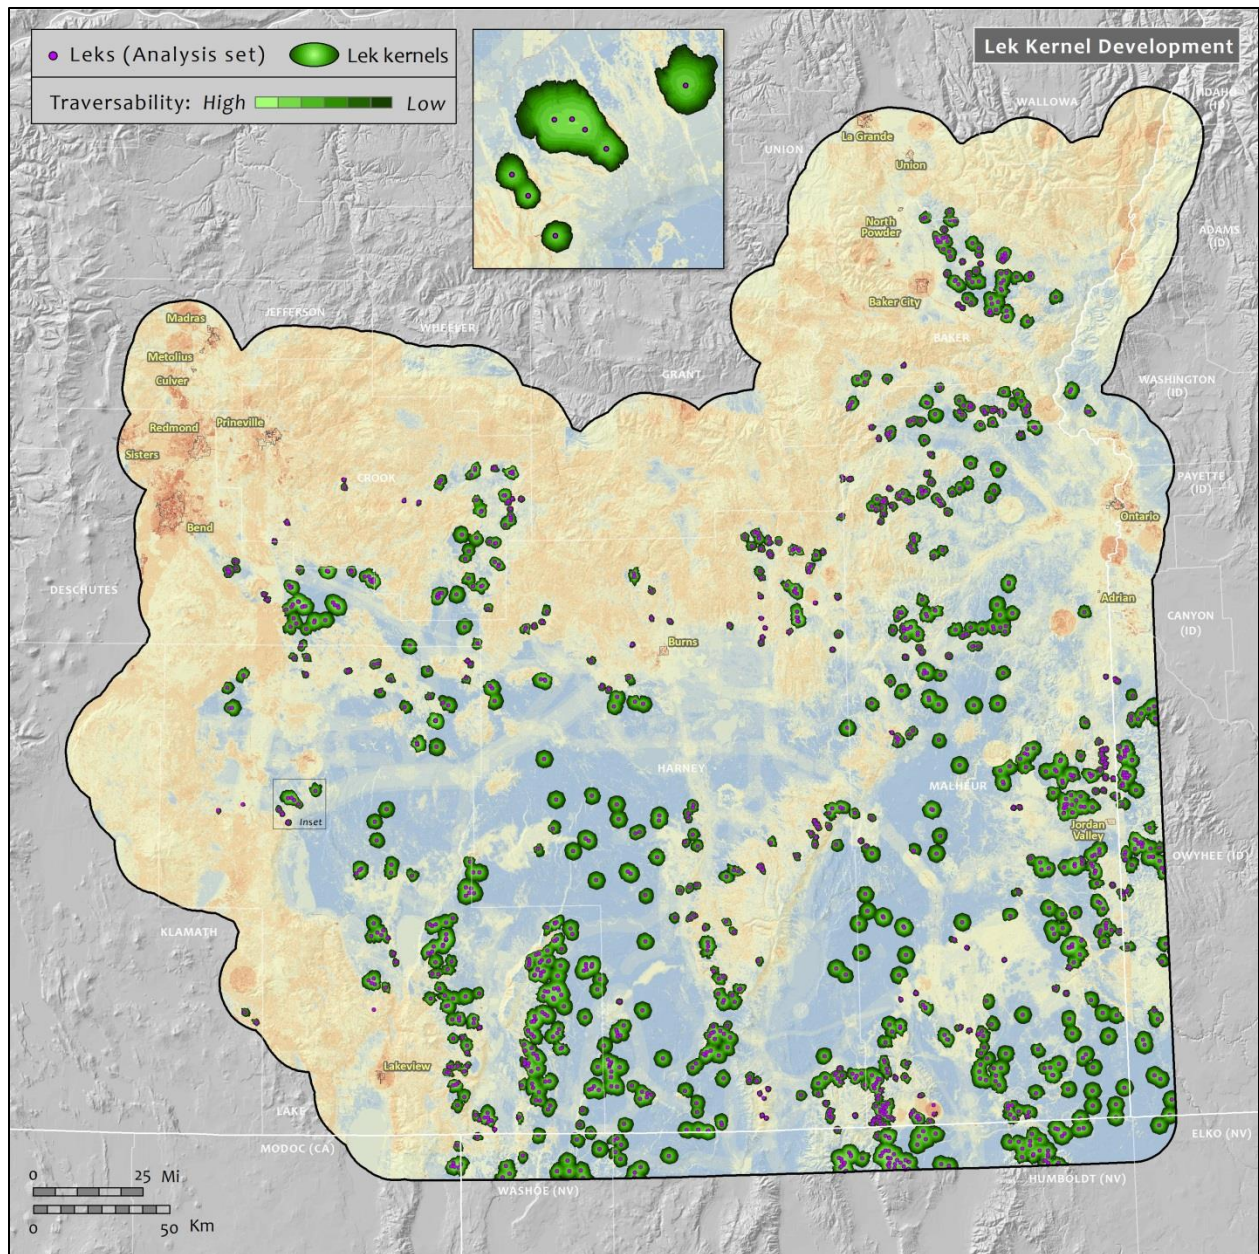 Leks (Analysis set) Lek kernels
Traversability: High Low
Lek Kernel Development
IDAHO
(ID)
WALLOWA
La Grande
UNION
Union
North
Powder
ADAMS
(ID)
Baker City
Madras
JEFFERSON
WHEELER
BAKER
Metolius
GRANT
Culver
WASHINGTON
(ID)
Redmond
Prineville
Sisters
CROOK
PAYETTE
(ID)
Bend
Ontario
DESCHUTES
Adrian
CANYON
(ID)
Burns
HARNEY
MALHEUR
Inset
Jordan
Valley
OWYHEE (ID)
KLAMATH
Lakeview
LAKE
MODOC (CA)
ELKO (NV)
HUMBOLDT (NV)
WASHOE (NV)
0 25 Mi
0 50 Km